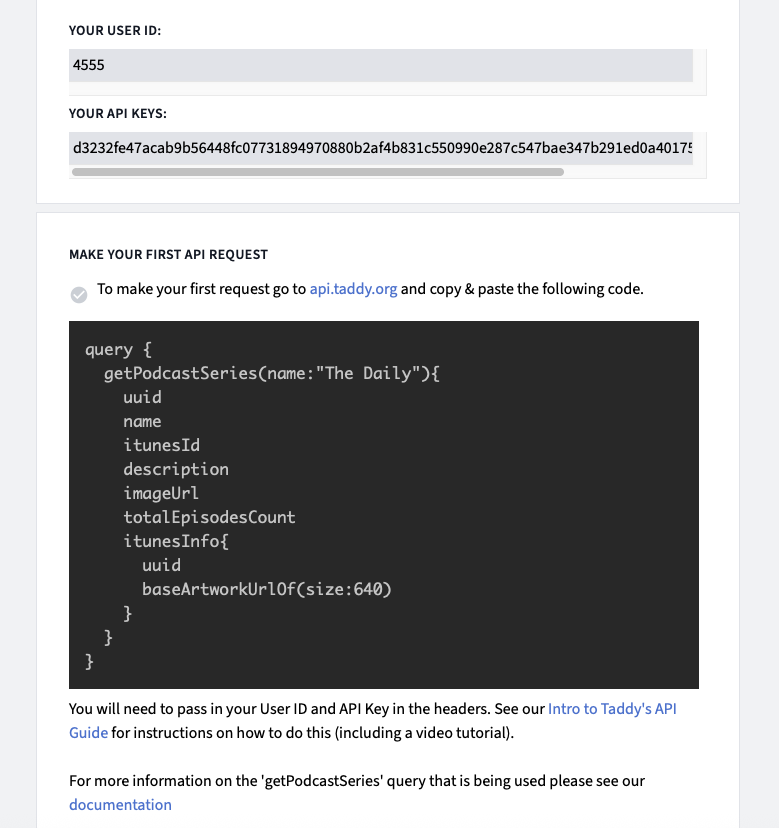 YOUR USER ID:
4555
YOUR API KEYS:
d3232fe47acab9b56448fc07731894970880b2af4b831c550990e287c547bae347b291ed0a40175
MAKE YOUR FIRST API REQUEST
To make your first request go to api.taddy.org and copy & paste the following code.
query {
  getPodcastSeries(name:"The Daily"){
    uuid
    name
    itunesId
    description
    imageUrl
    totalEpisodesCount
    itunesInfo{
      uuid
      baseArtworkUrlOf(size:640)
    }
  }
}
You will need to pass in your User ID and API Key in the headers. See our Intro to Taddy's API
Guide for instructions on how to do this (including a video tutorial).
For more information on the 'getPodcastSeries' query that is being used please see our
documentation